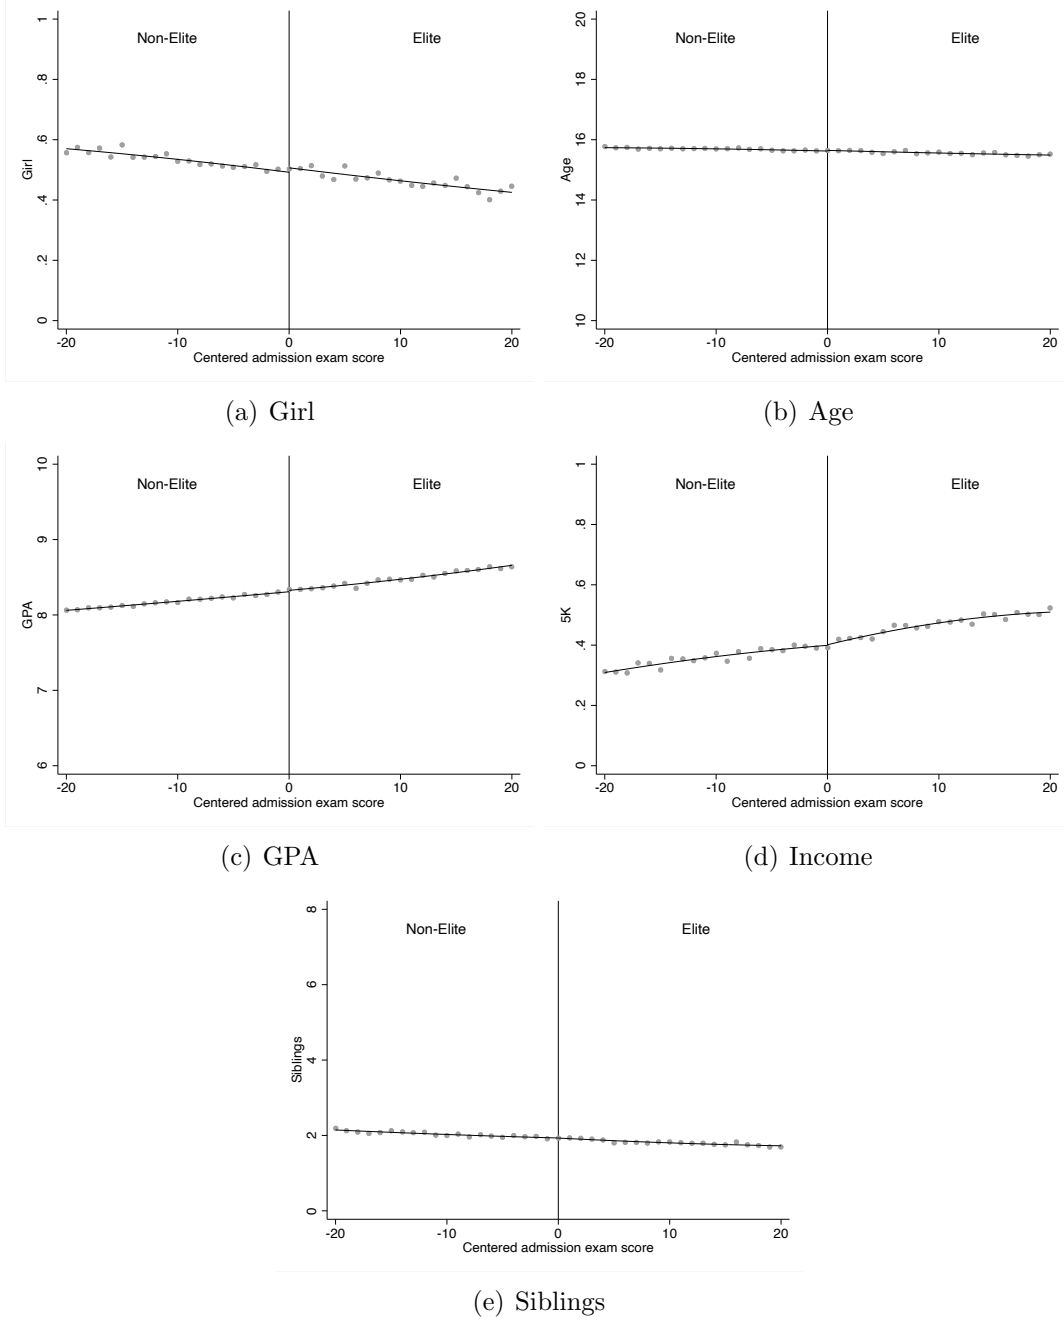 Non-Elite
Elite
Girl
0 .2 .4 .6 .8 1
-20 -10 0 10 20
Centered admission exam score
(a) Girl
Non-Elite
Elite
Age
10 12 14 16 18 20
-20 -10 0 10 20
Centered admission exam score
(b) Age
Non-Elite
Elite
GPA
6 7 8 9 10
-20 -10 0 10 20
Centered admission exam score
(c) GPA
Non-Elite
Elite
5K
0 .2 .4 .6 .8 1
-20 -10 0 10 20
Centered admission exam score
(d) Income
Non-Elite
Elite
Siblings
0 2 4 6 8
-20 -10 0 10 20
Centered admission exam score
(e) Siblings